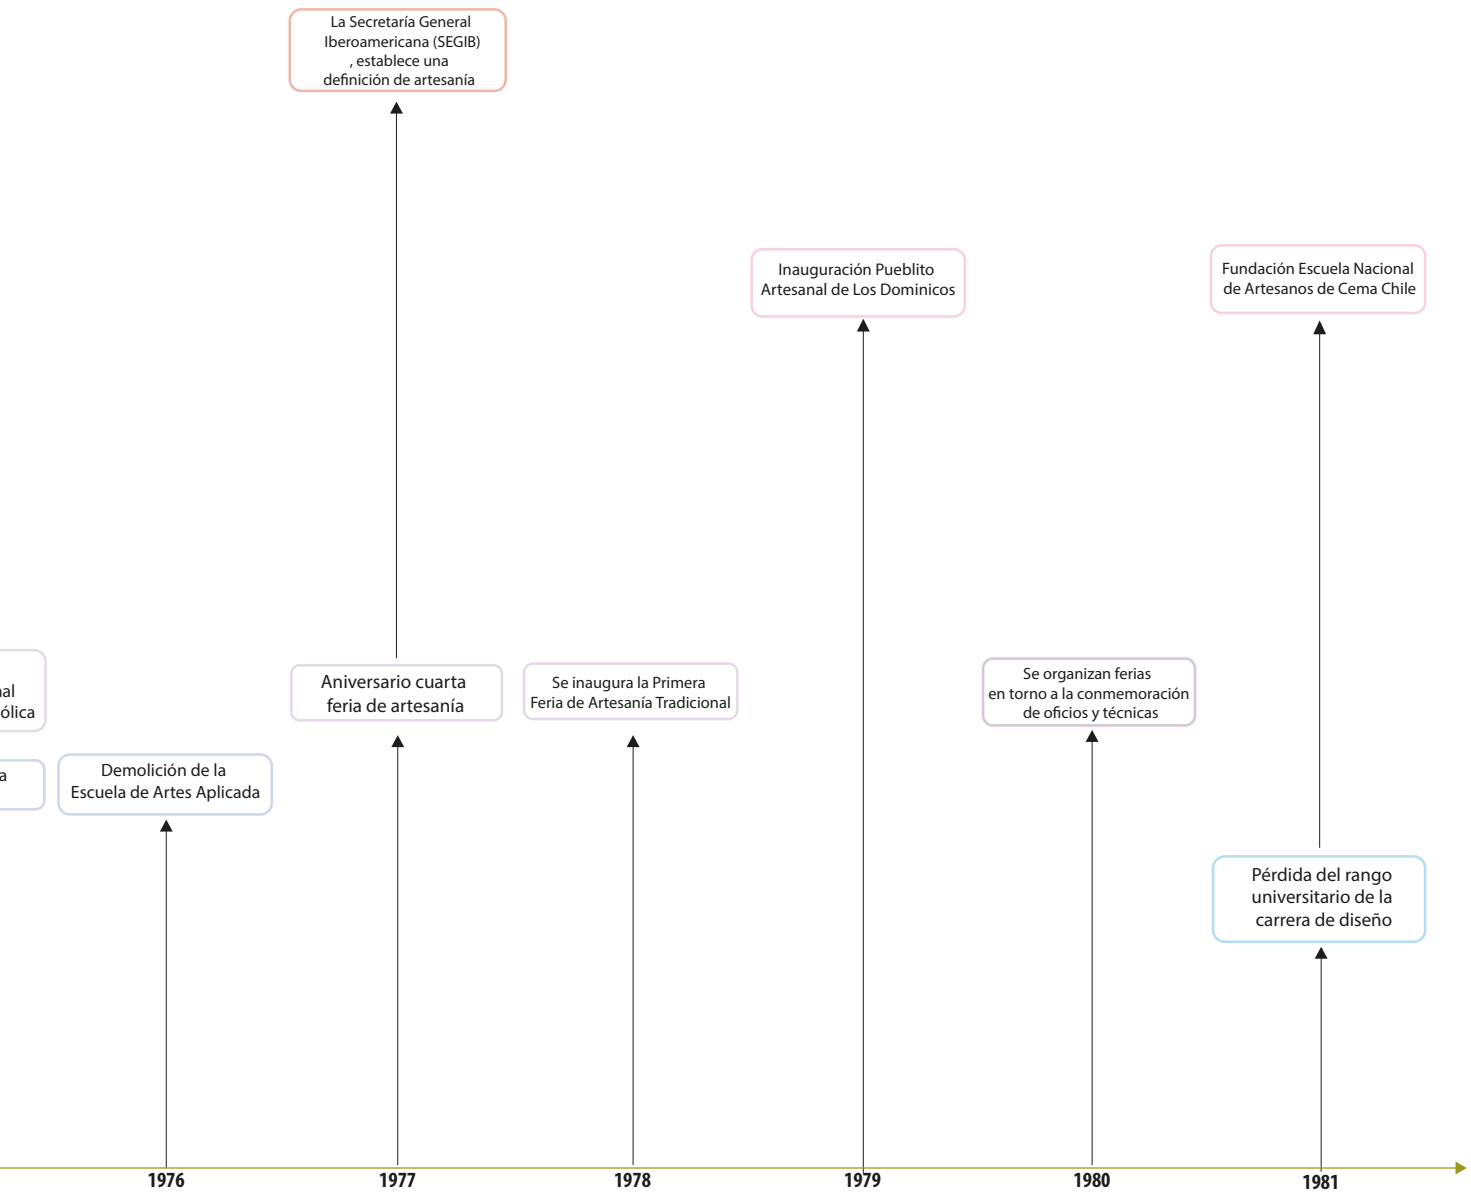 La Secretaría General
Iberoamericana (SEGIB)
, establece una
definición de artesanía
Inauguración Pueblito
Artesanal de Los Dominicos
Fundación Escuela Nacional
de Artesanos de Cema Chile
al
ólica
a
Demolición de la
Escuela de Artes Aplicada
Aniversario cuarta
feria de artesanía
Se inaugura la Primera
Feria de Artesanía Tradicional
Se organizan ferias
en torno a la conmemoración
de oficios y técnicas
Pérdida del rango
universitario de la
carrera de diseño
1976
1977
1978
1979
1980
1981